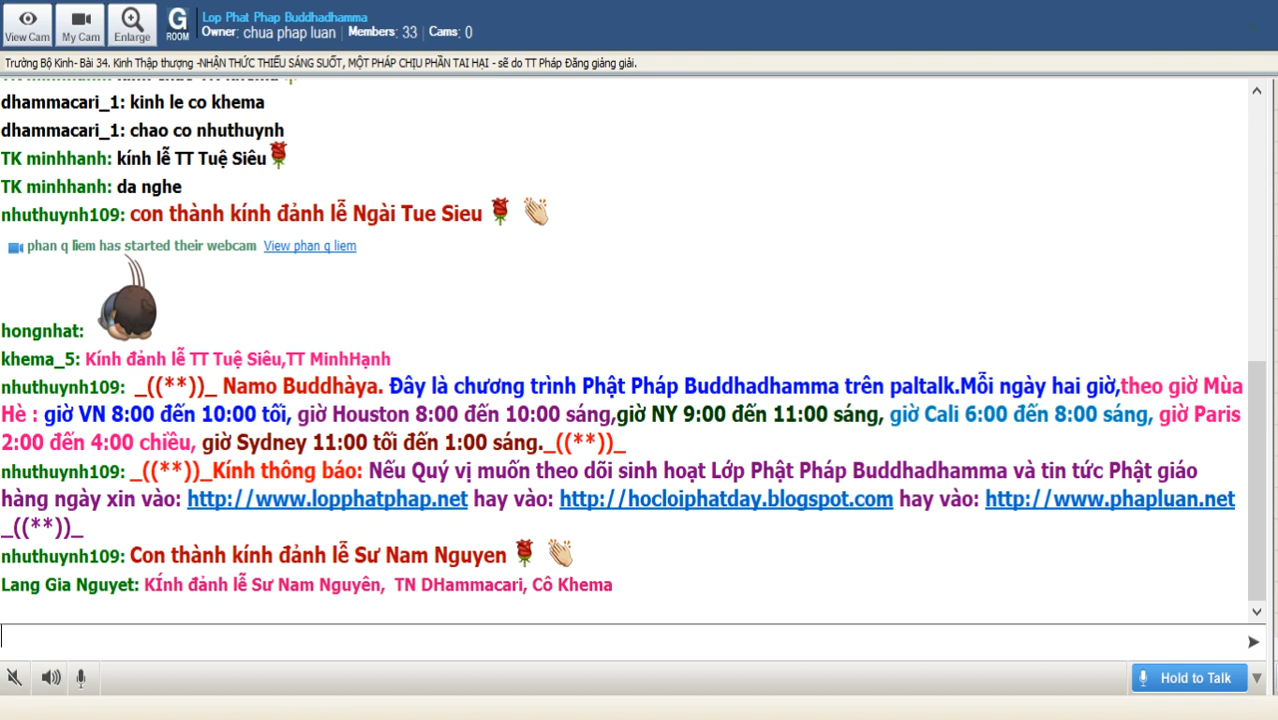 Lop Phat Phap Buddhadhamma
View Cam My Cam Enlarge G ROOM Owner: chua phap luan | Members: 33 | Cams: 0
Trường Bộ Kinh- Bài 34. Kinh Thập thượng -NHẬN THỨC THIẾU SÁNG SUỐT, MỘT PHÁP CHỊU PHẦN TAI HẠI - sẽ do TT Pháp Đăng giảng giải.
dhammacari_1: kinh le co khema
dhammacari_1: chao co nhuthuynh
TK minhhanh: kính lễ TT Tuệ Siêu
TK minhhanh: da nghe
nhuthuynh109: con thành kính đảnh lễ Ngài Tue Sieu
phan q liem has started their webcam View phan q liem
hongnhat:
khema_5: Kính đảnh lễ TT Tuệ Siêu,TT MinhHạnh
nhuthuynh109: _((**))_ Namo Buddhàya. Đây là chương trình Phật Pháp Buddhadhamma trên paltalk.Mỗi ngày hai giờ,theo giờ Mùa
Hè : giờ VN 8:00 đến 10:00 tối, giờ Houston 8:00 đến 10:00 sáng,giờ NY 9:00 đến 11:00 sáng, giờ Cali 6:00 đến 8:00 sáng, giờ Paris
2:00 đến 4:00 chiều, giờ Sydney 11:00 tối đến 1:00 sáng._((**))_
nhuthuynh109: _((**))_Kính thông báo: Nếu Quý vị muốn theo dõi sinh hoạt Lớp Phật Pháp Buddhadhamma và tin tức Phật giáo
hàng ngày xin vào: http://www.lopphatphap.net hay vào: http://hocloiphatday.blogspot.com hay vào: http://www.phapluan.net
_((**))_
nhuthuynh109: Con thành kính đảnh lễ Sư Nam Nguyen
Lang Gia Nguyet: KÍnh đảnh lễ Sư Nam Nguyên, TN DHammacari, Cô Khema
Hold to Talk